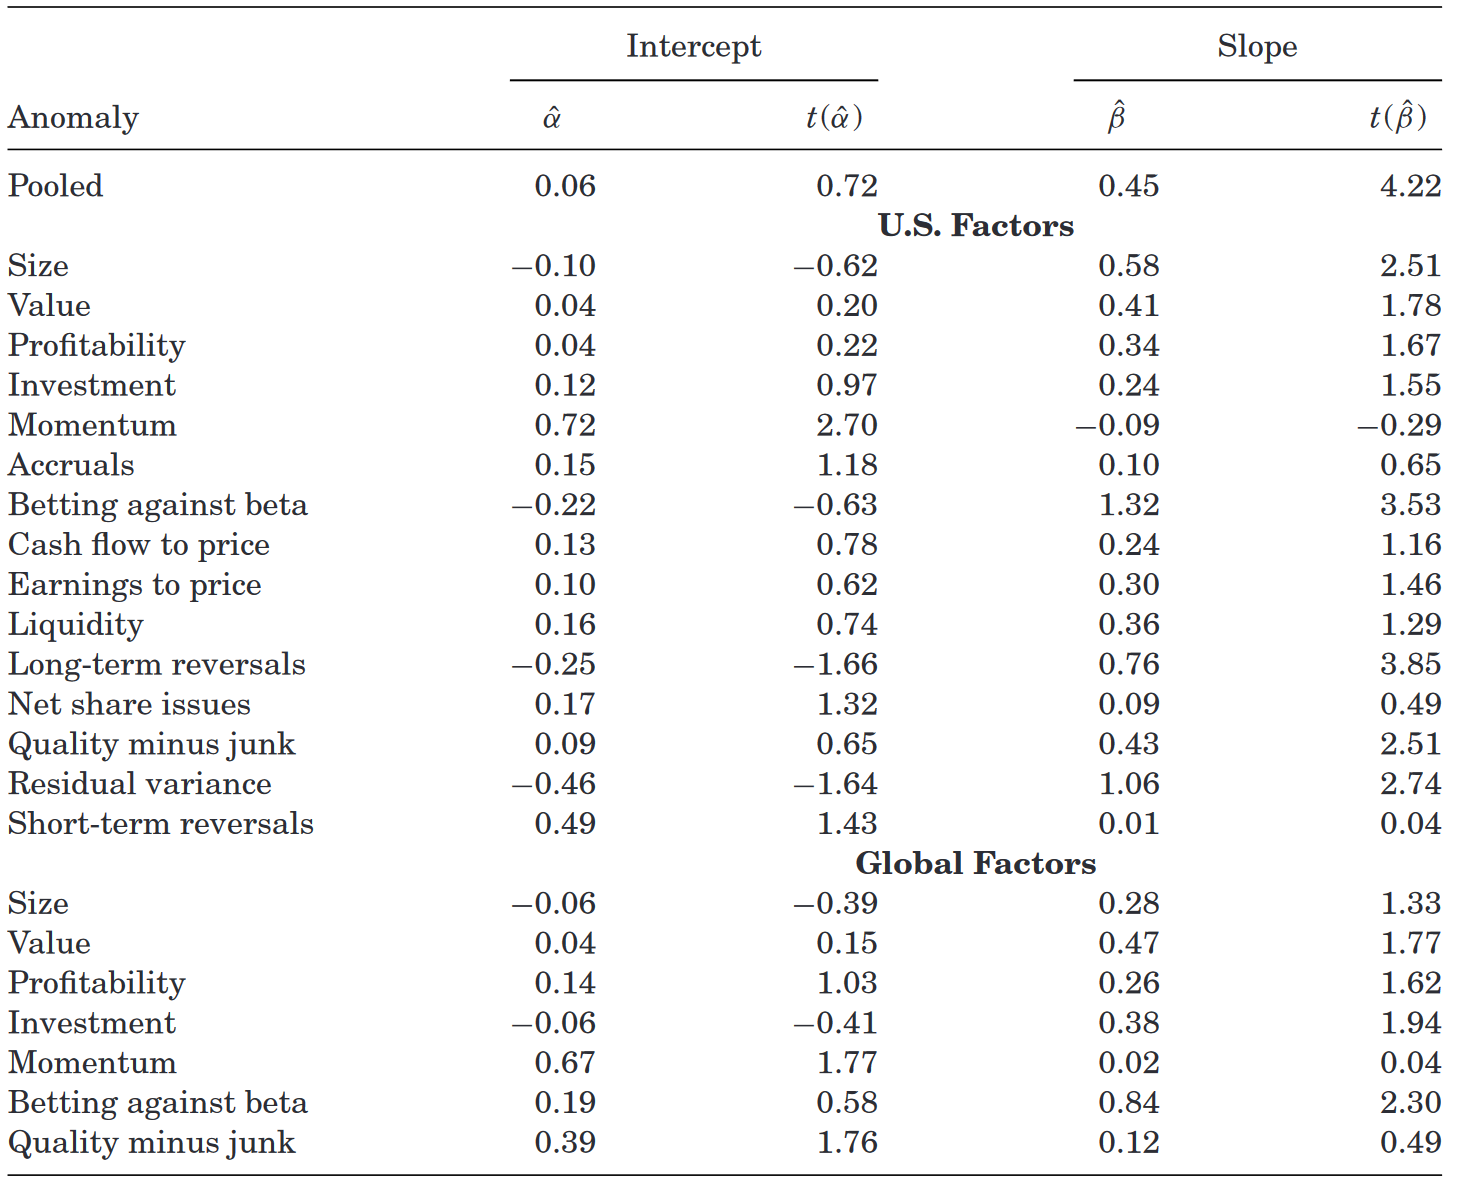 Intercept Slope
Anomaly α̂ t(α̂) β̂ t(β̂)
Pooled 0.06 0.72 0.45 4.22
U.S. Factors
Size −0.10 −0.62 0.58 2.51
Value 0.04 0.20 0.41 1.78
Profitability 0.04 0.22 0.34 1.67
Investment 0.12 0.97 0.24 1.55
Momentum 0.72 2.70 −0.09 −0.29
Accruals 0.15 1.18 0.10 0.65
Betting against beta −0.22 −0.63 1.32 3.53
Cash flow to price 0.13 0.78 0.24 1.16
Earnings to price 0.10 0.62 0.30 1.46
Liquidity 0.16 0.74 0.36 1.29
Long-term reversals −0.25 −1.66 0.76 3.85
Net share issues 0.17 1.32 0.09 0.49
Quality minus junk 0.09 0.65 0.43 2.51
Residual variance −0.46 −1.64 1.06 2.74
Short-term reversals 0.49 1.43 0.01 0.04
Global Factors
Size −0.06 −0.39 0.28 1.33
Value 0.04 0.15 0.47 1.77
Profitability 0.14 1.03 0.26 1.62
Investment −0.06 −0.41 0.38 1.94
Momentum 0.67 1.77 0.02 0.04
Betting against beta 0.19 0.58 0.84 2.30
Quality minus junk 0.39 1.76 0.12 0.49